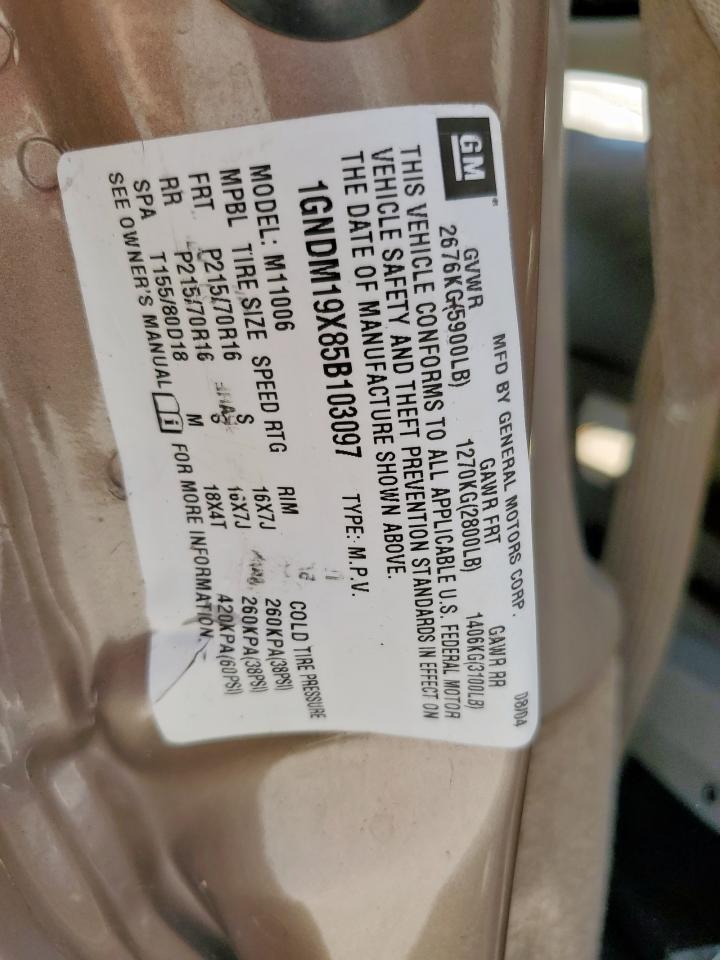 GM
MFD BY GENERAL MOTORS CORP. 08/04
GVWR GAWR FRT GAWR RR
2676KG(5900LB) 1270KG(2800LB) 1406KG(3100LB)
THIS VEHICLE CONFORMS TO ALL APPLICABLE U.S. FEDERAL MOTOR
VEHICLE SAFETY AND THEFT PREVENTION STANDARDS IN EFFECT ON
THE DATE OF MANUFACTURE SHOWN ABOVE.
1GNDM19X85B103097 TYPE: M.P.V.
MODEL: M11006
MPBL TIRE SIZE SPEED RTG RIM COLD TIRE PRESSURE
FRT P215/70R16 S 16X7J 260KPA(38PSI)
RR P215/70R16 S 16X7J 260KPA(38PSI)
SPA T155/80D18 M 18X4T 420KPA(60PSI)
SEE OWNER'S MANUAL FOR MORE INFORMATION.